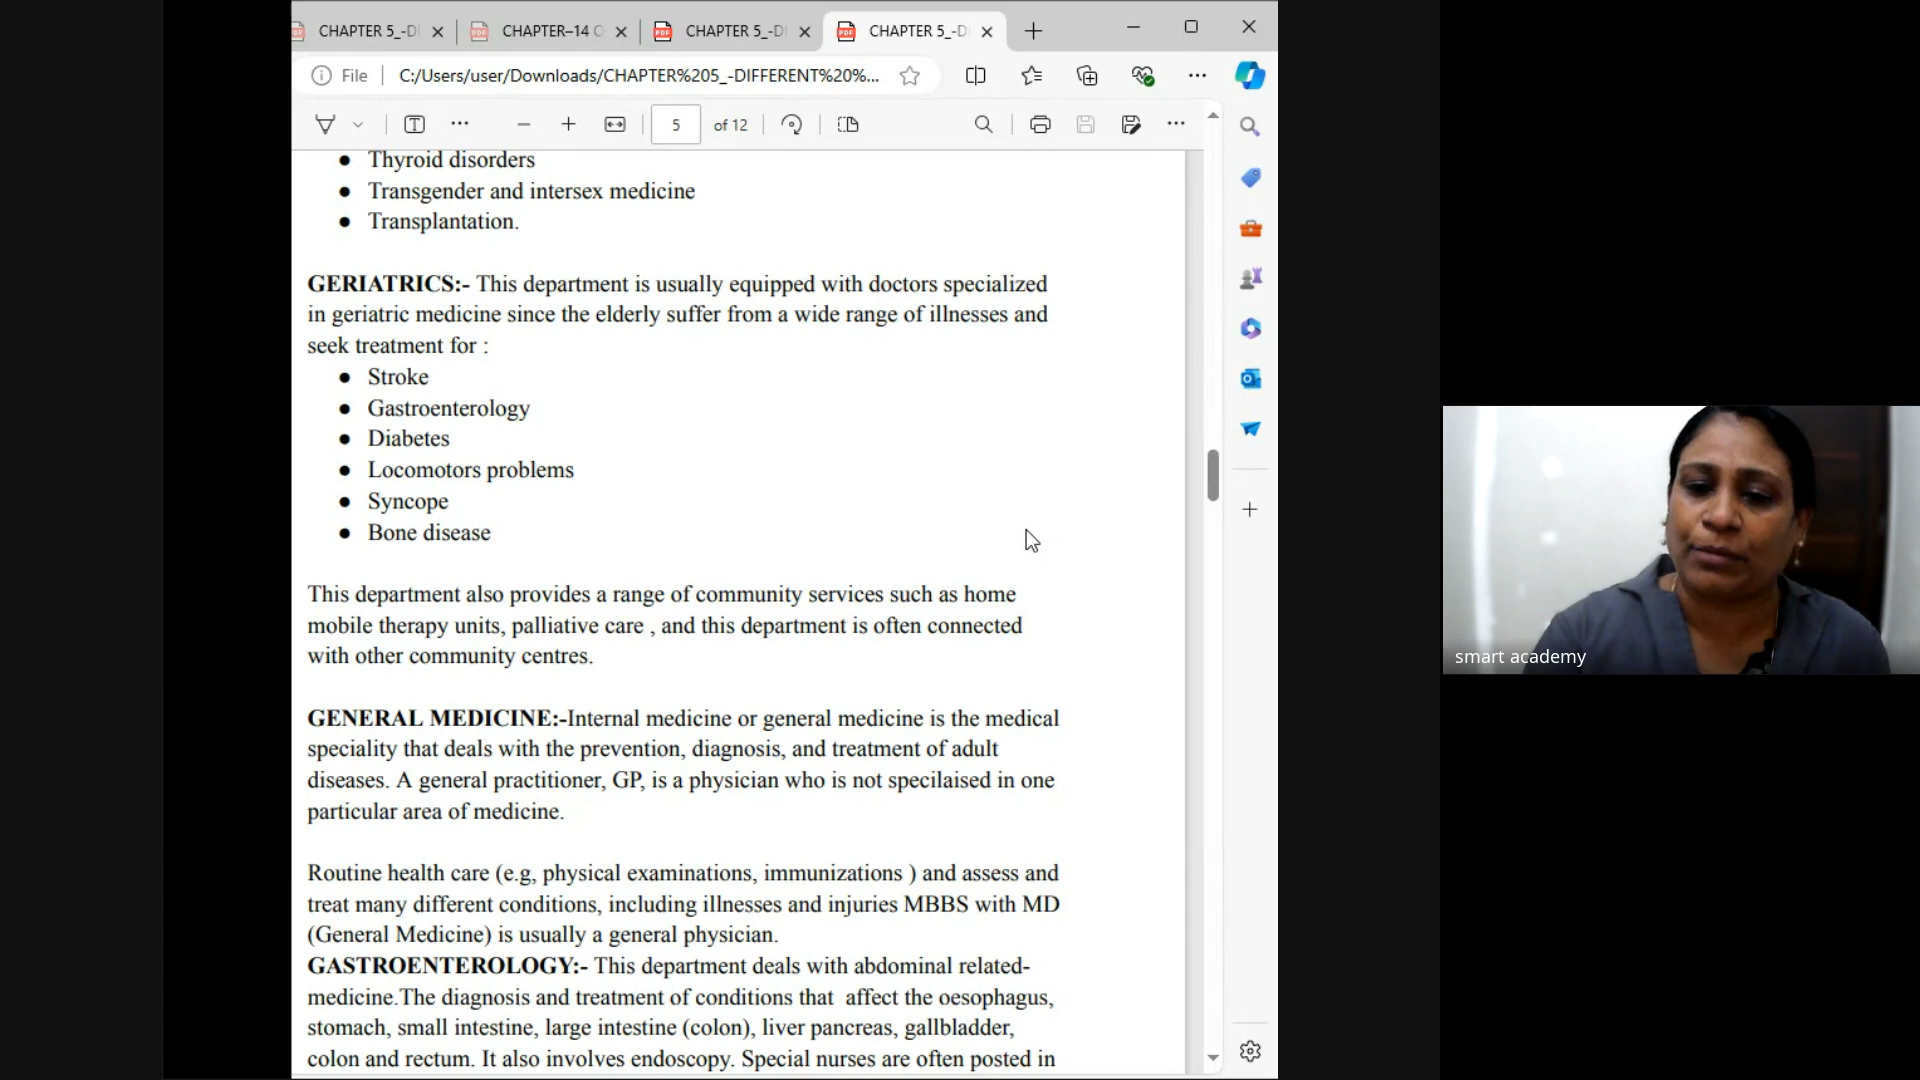 CHAPTER 5_-DI
CHAPTER–14 O
CHAPTER 5_-DI
CHAPTER 5_-DI
File
C:/Users/user/Downloads/CHAPTER%205_-DIFFERENT%20%...
5 of 12
Thyroid disorders
Transgender and intersex medicine
Transplantation.
GERIATRICS:- This department is usually equipped with doctors specialized
in geriatric medicine since the elderly suffer from a wide range of illnesses and
seek treatment for :
Stroke
Gastroenterology
Diabetes
Locomotors problems
Syncope
Bone disease
This department also provides a range of community services such as home
mobile therapy units, palliative care , and this department is often connected
with other community centres.
GENERAL MEDICINE:-Internal medicine or general medicine is the medical
speciality that deals with the prevention, diagnosis, and treatment of adult
diseases. A general practitioner, GP, is a physician who is not specilaised in one
particular area of medicine.
Routine health care (e.g, physical examinations, immunizations ) and assess and
treat many different conditions, including illnesses and injuries MBBS with MD
(General Medicine) is usually a general physician.
GASTROENTEROLOGY:- This department deals with abdominal related-
medicine.The diagnosis and treatment of conditions that  affect the oesophagus,
stomach, small intestine, large intestine (colon), liver pancreas, gallbladder,
colon and rectum. It also involves endoscopy. Special nurses are often posted in
smart academy